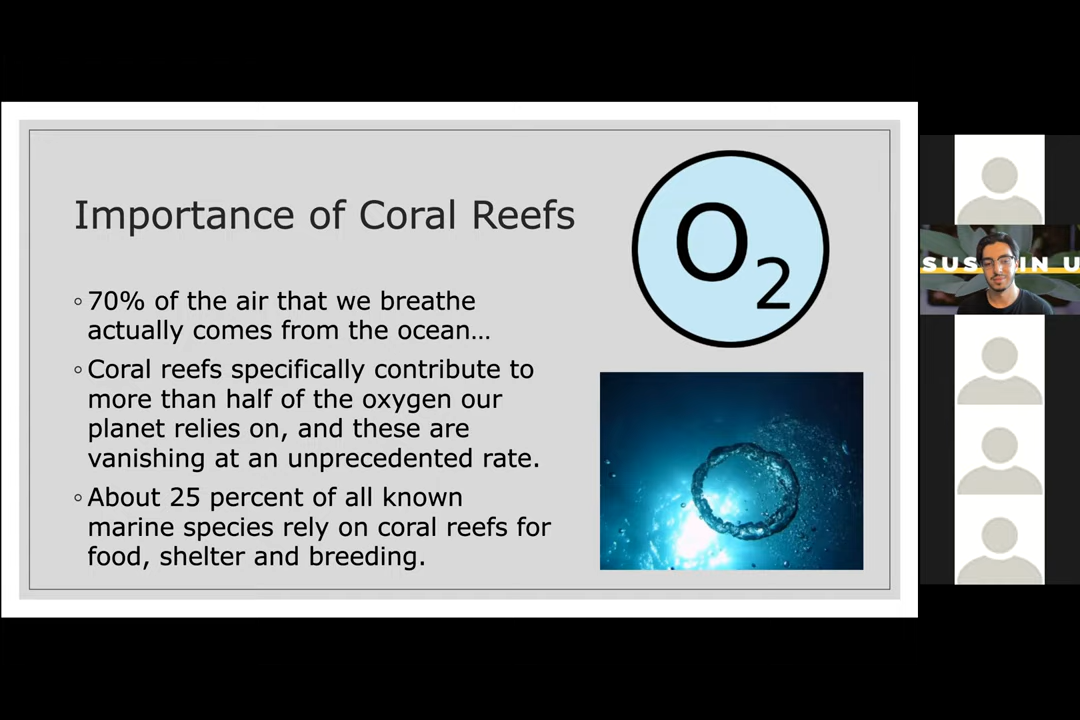 Importance of Coral Reefs
O2
◦ 70% of the air that we breathe
actually comes from the ocean…
◦ Coral reefs specifically contribute to
more than half of the oxygen our
planet relies on, and these are
vanishing at an unprecedented rate.
◦ About 25 percent of all known
marine species rely on coral reefs for
food, shelter and breeding.
SUS IN U